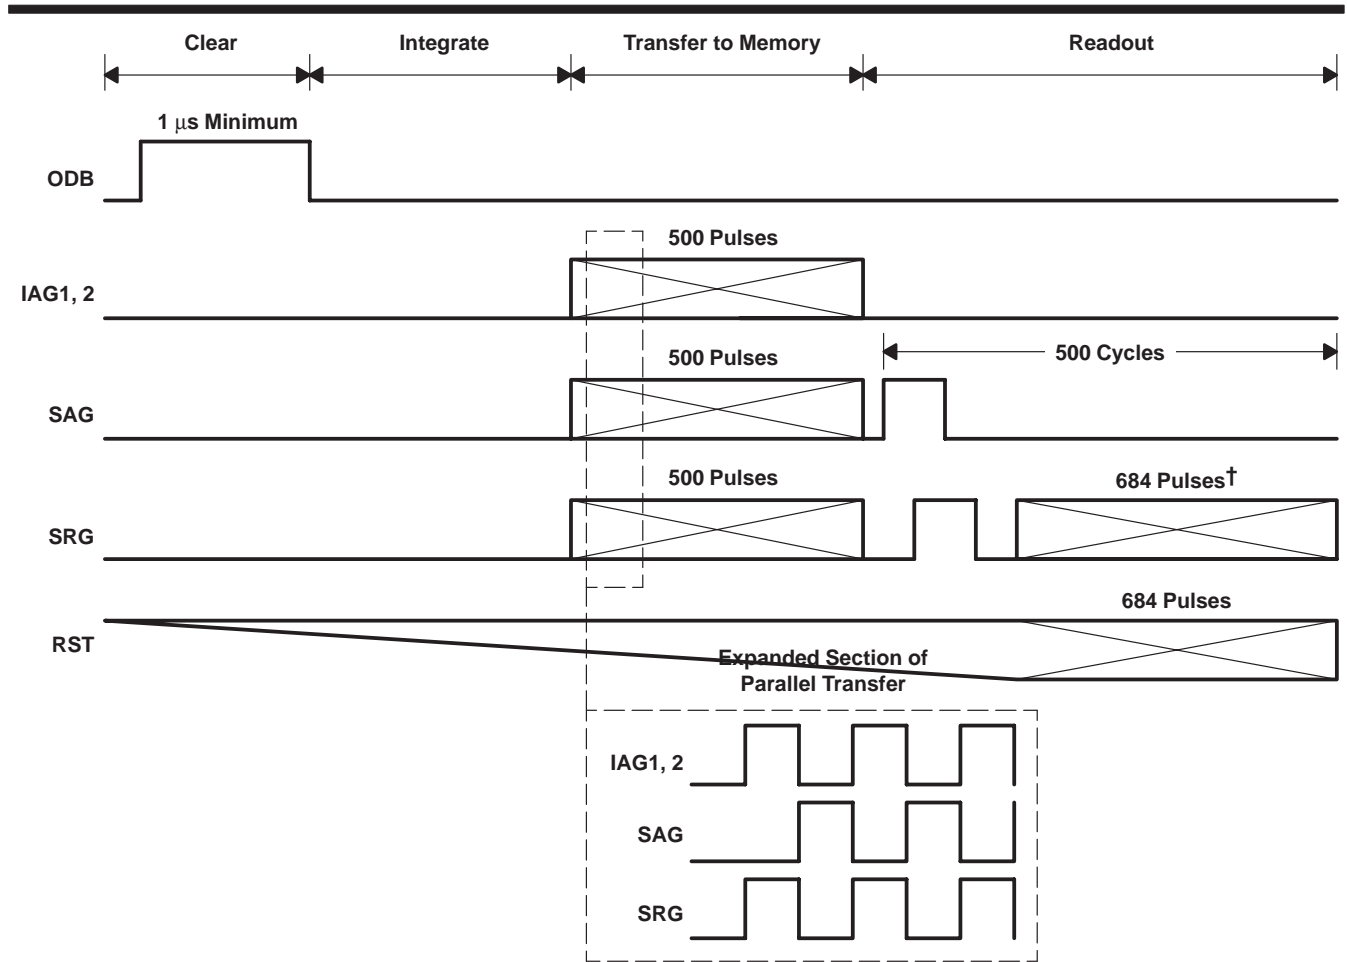 Clear Integrate Transfer to Memory Readout
1 μs Minimum
ODB
500 Pulses
IAG1, 2
500 Pulses
500 Cycles
SAG
500 Pulses
684 Pulses†
SRG
684 Pulses
RST
Expanded Section of
Parallel Transfer
IAG1, 2
SAG
SRG